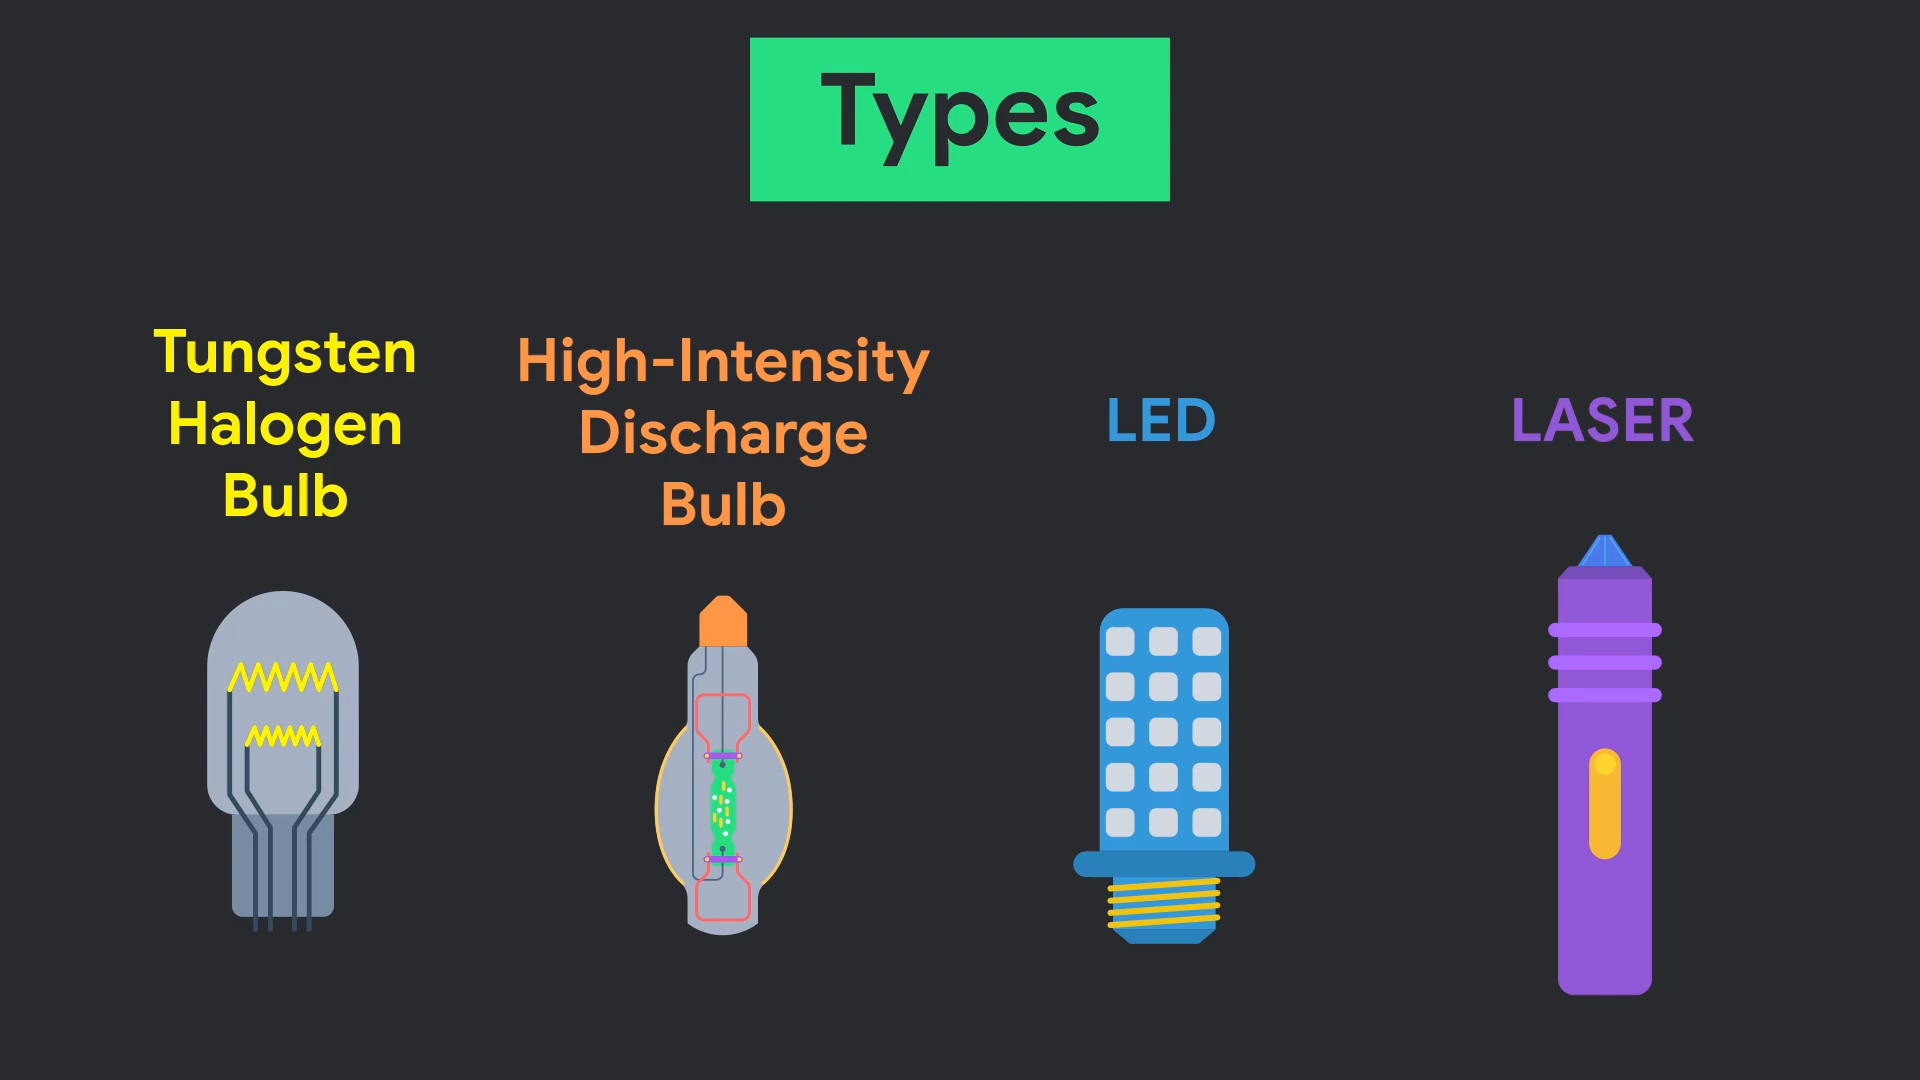 Types
Tungsten
Halogen
Bulb
High-Intensity
Discharge
Bulb
LED
LASER